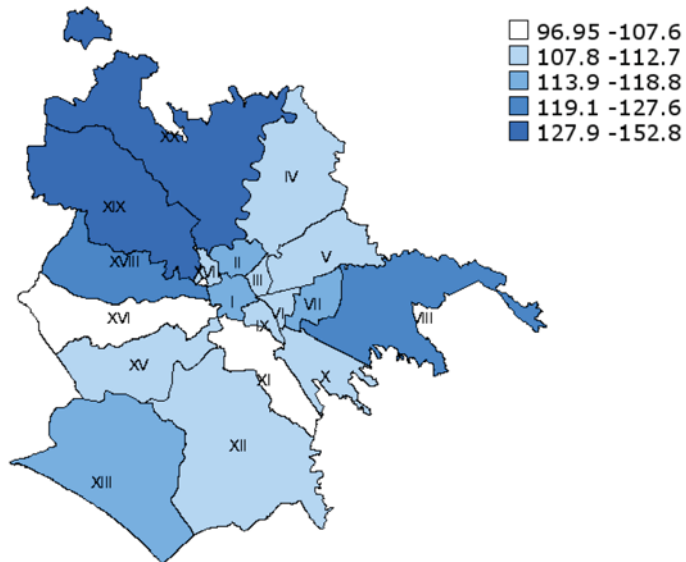 96.95 -107.6
107.8 -112.7
113.9 -118.8
119.1 -127.6
127.9 -152.8
XX
IV
XIX
XVIII
XVII
II
III
V
I
VI
VII
VIII
IX
XVI
XV
XI
X
XII
XIII